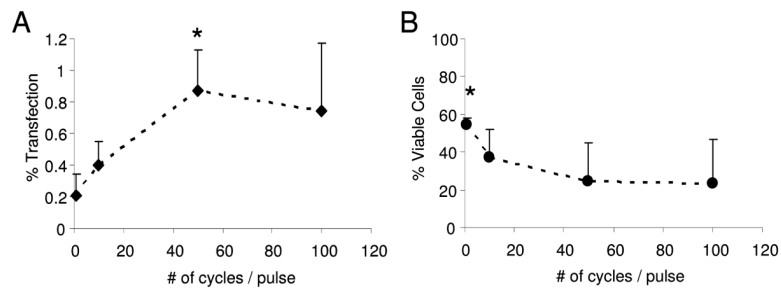 A
*
% Transfection
1.2
1
0.8
0.6
0.4
0.2
0
0 20 40 60 80 100 120
# of cycles / pulse
B
*
% Viable Cells
100
80
60
40
20
0
0 20 40 60 80 100 120
# of cycles / pulse